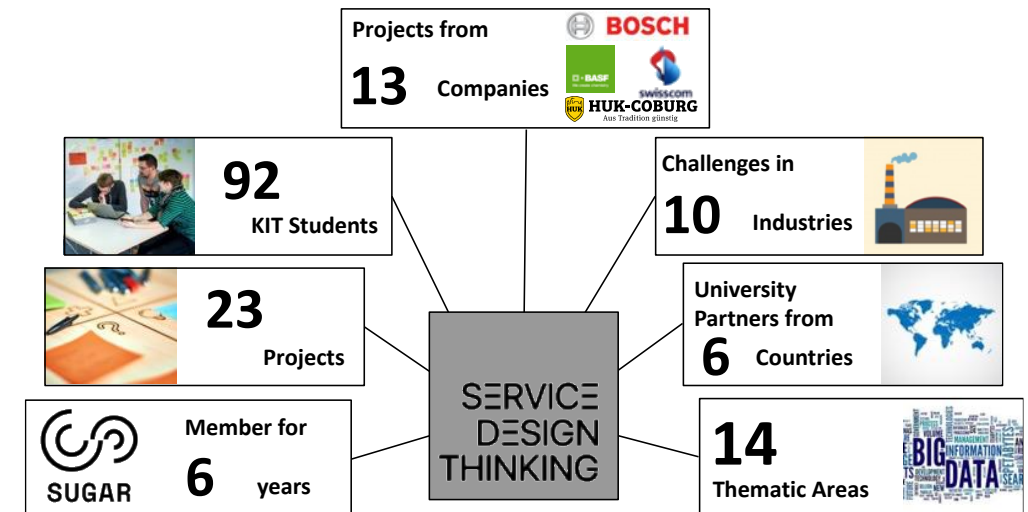 Projects from
13 Companies
BOSCH
BASF
swisscom
HUK
HUK-COBURG
Aus Tradition günstig
92
KIT Students
Challenges in
10 Industries
23
Projects
University
Partners from
6 Countries
SUGAR
Member for
6 years
SERVICE
DESIGN
THINKING
14
Thematic Areas
BIG
DATA
MANAGEMENT
INFORMATION